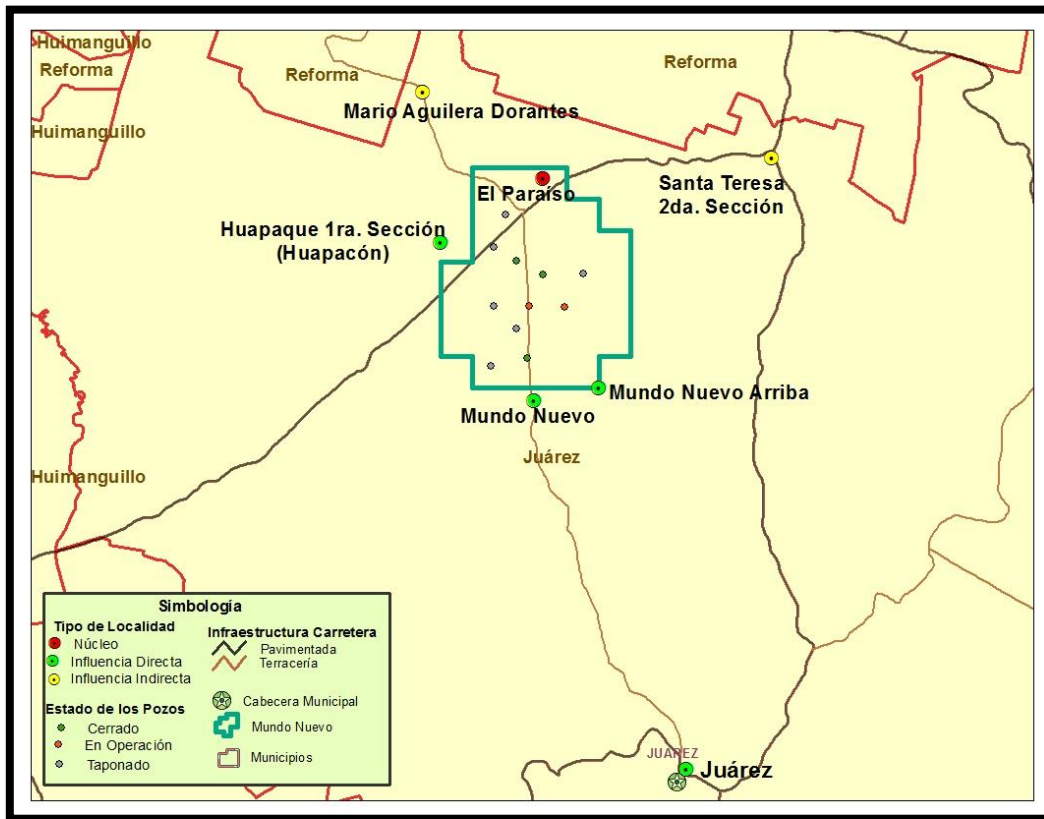 Huimanguillo
Reforma
Reforma
Reforma
Mario Aguilera Dorantes
Huimanguillo
El Paraíso
Santa Teresa
2da. Sección
Huapaque 1ra. Sección
(Huapacón)
Mundo Nuevo Arriba
Mundo Nuevo
Juárez
Huimanguillo
Simbología
Tipo de Localidad
Núcleo
Influencia Directa
Influencia Indirecta
Estado de los Pozos
Cerrado
En Operación
Taponado
Infraestructura Carretera
Pavimentada
Terracería
Cabecera Municipal
Mundo Nuevo
Municipios
JUÁREZ
Juárez